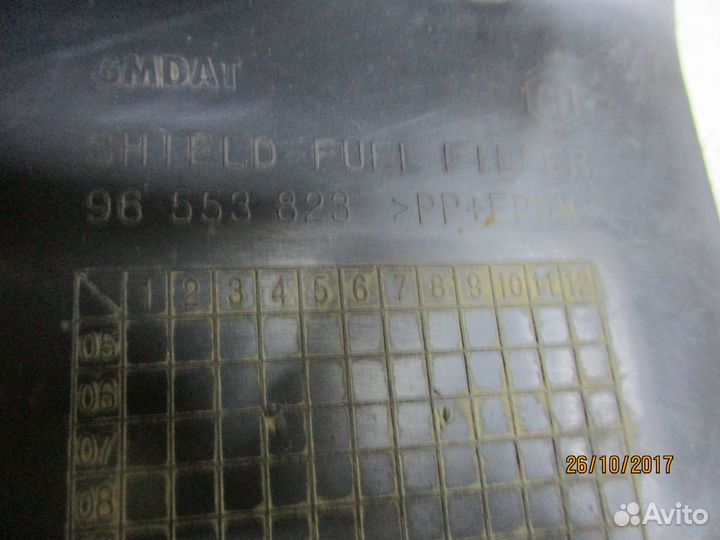 GMDAT
SHIELD-FUEL FILTER
96 553 823 >PP+EPDM<
1 2 3 4 5 6 7 8 9 10 11 12
05
06
07
08
26/10/2017
Avito